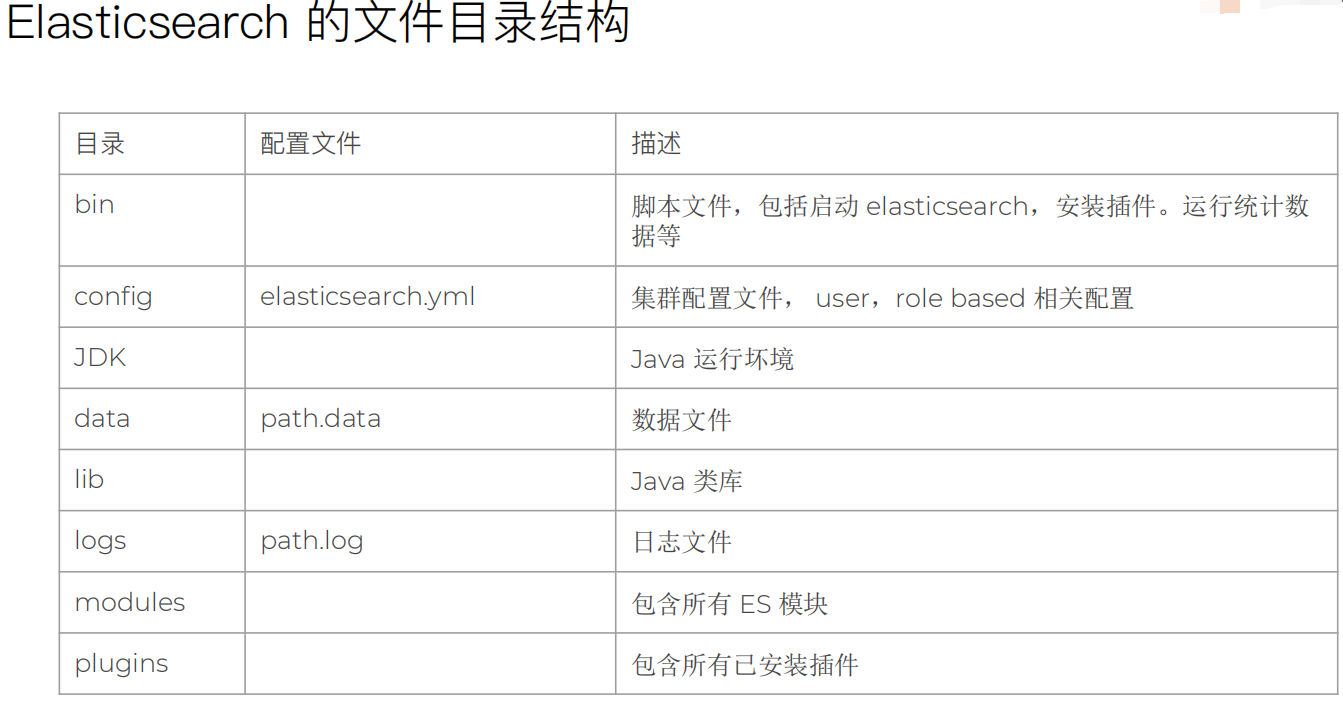 Elasticsearch 的文件目录结构
目录 配置文件 描述
bin 脚本文件，包括启动 elasticsearch，安装插件。运行统计数
据等
config elasticsearch.yml 集群配置文件， user，role based 相关配置
JDK Java 运行坏境
data path.data 数据文件
lib Java 类库
logs path.log 日志文件
modules 包含所有 ES 模块
plugins 包含所有已安装插件